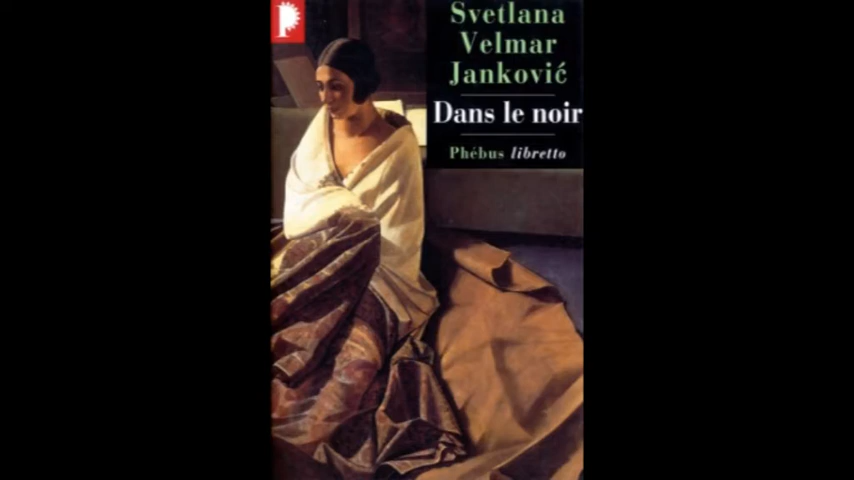 Svetlana
Velmar
Janković
Dans le noir
Phébus libretto